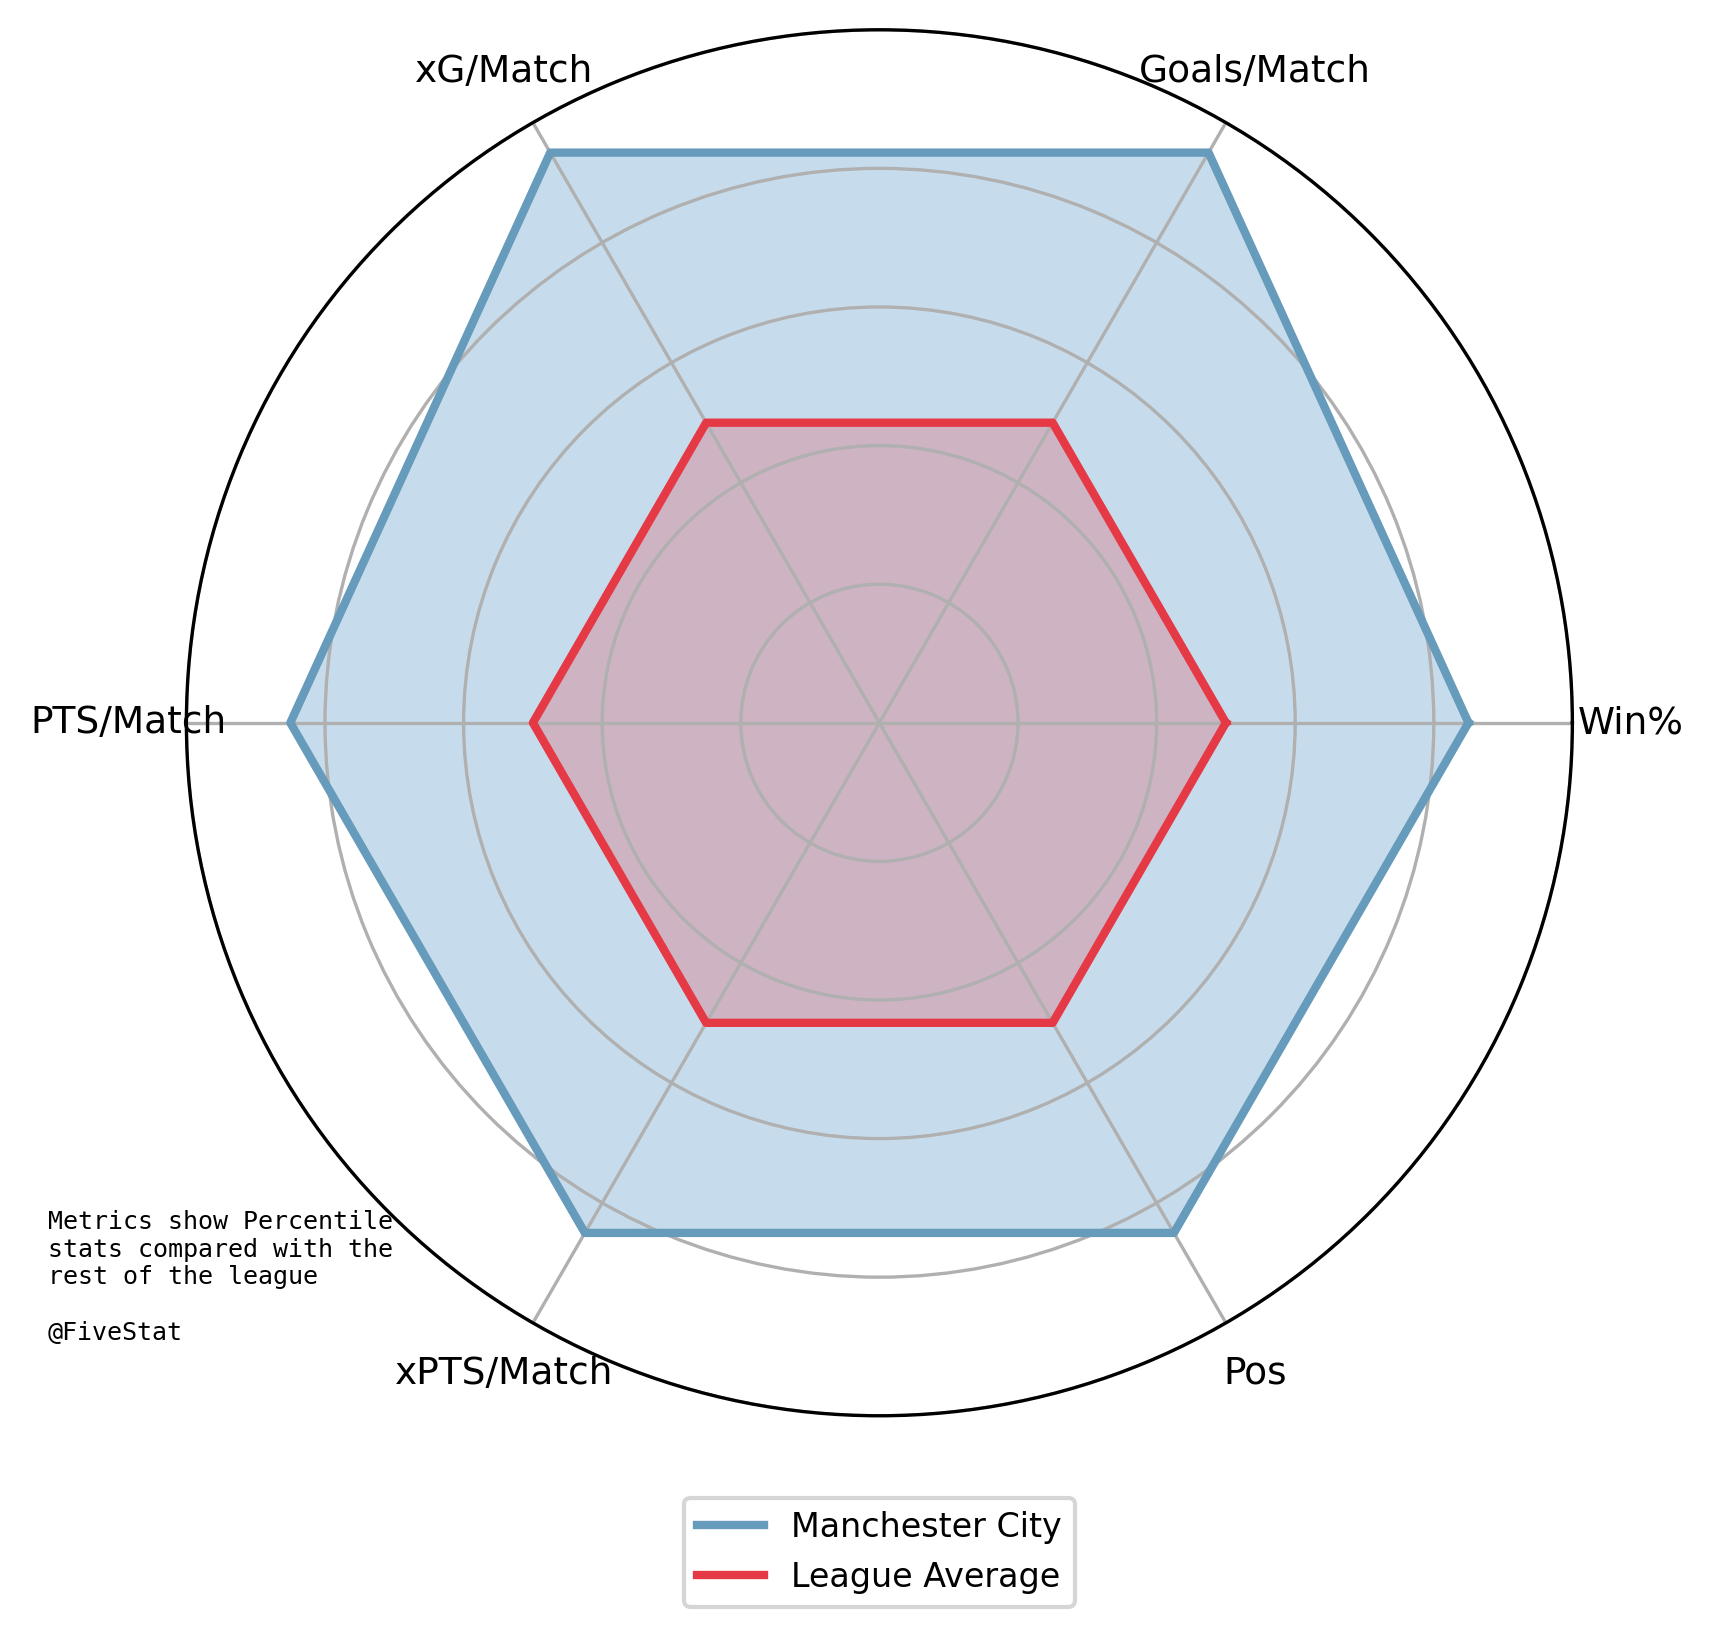 xG/Match
Goals/Match
PTS/Match
Win%
Metrics show Percentile
stats compared with the
rest of the league
@FiveStat
xPTS/Match
Pos
Manchester City
League Average